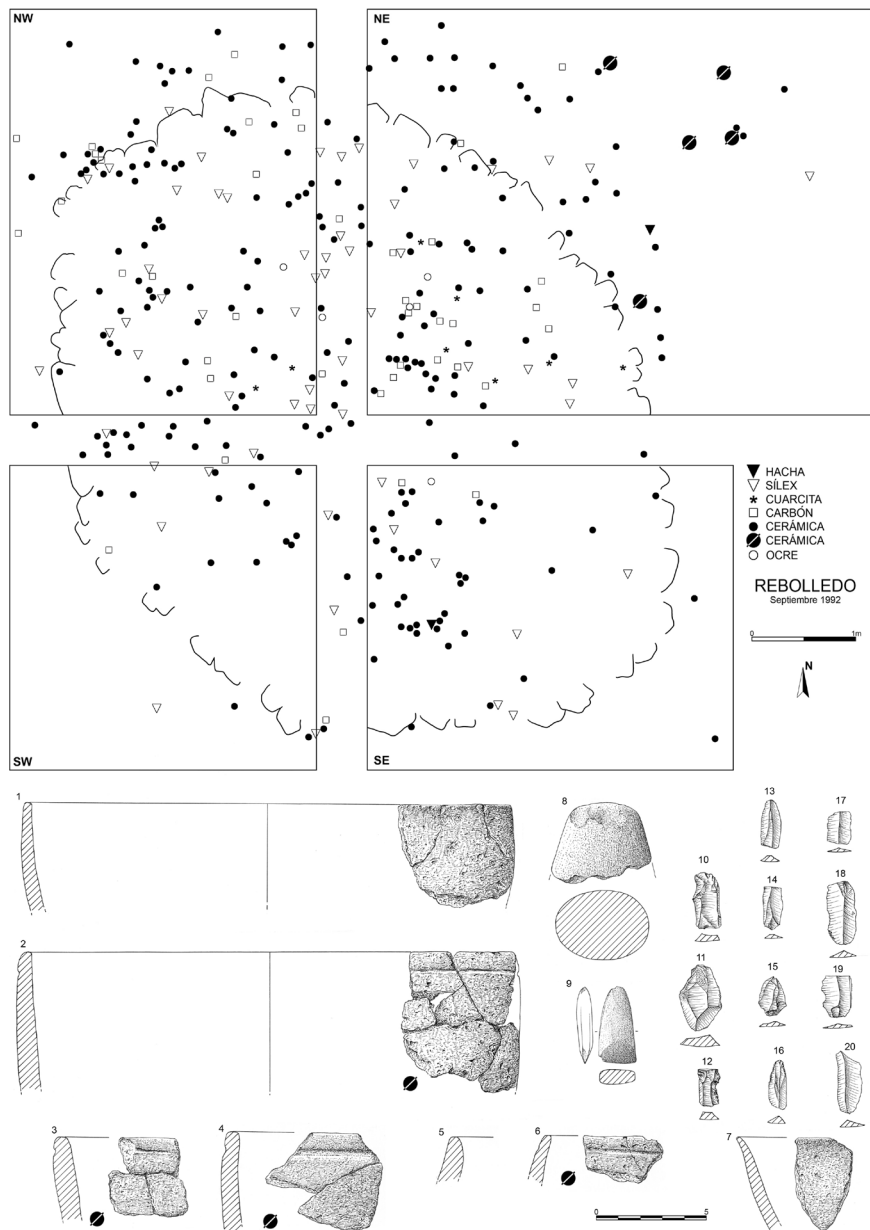 NW
NE
HACHA
SÍLEX
CUARCITA
CARBÓN
CERÁMICA
CERÁMICA
OCRE
REBOLLEDO
Septiembre 1992
0 1m
N
SW
SE
1
8
13
17
10
14
18
2
11
15
19
9
12
16
20
3
4
5
6
7
0 5